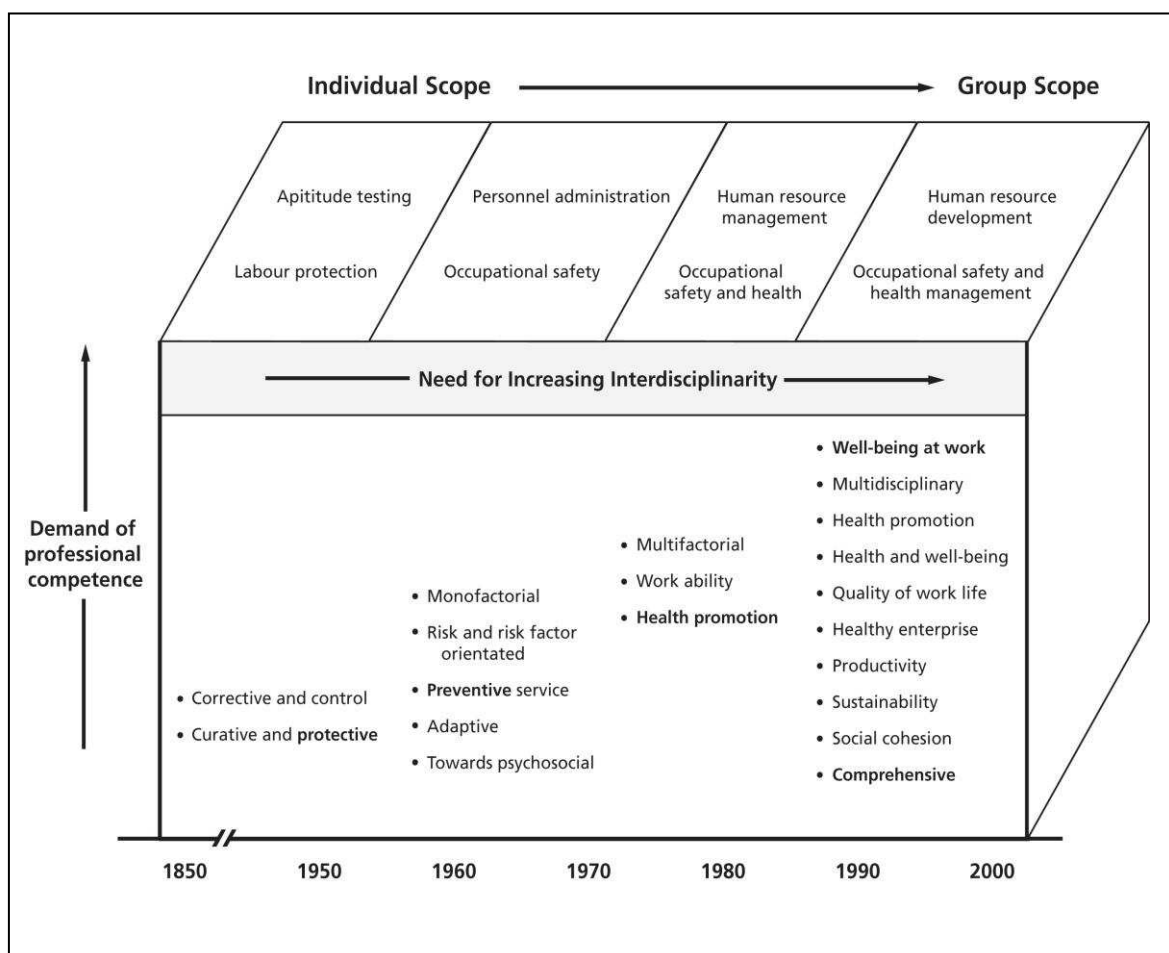 Individual Scope
Group Scope
Apititude testing
Personnel administration
Human resource
management
Human resource
development
Labour protection
Occupational safety
Occupational
safety and health
Occupational safety and
health management
Need for Increasing Interdisciplinarity
Demand of
professional
competence
• Corrective and control
• Curative and protective
• Monofactorial
• Risk and risk factor
orientated
• Preventive service
• Adaptive
• Towards psychosocial
• Multifactorial
• Work ability
• Health promotion
• Well-being at work
• Multidisciplinary
• Health promotion
• Health and well-being
• Quality of work life
• Healthy enterprise
• Productivity
• Sustainability
• Social cohesion
• Comprehensive
1850 1950 1960 1970 1980 1990 2000